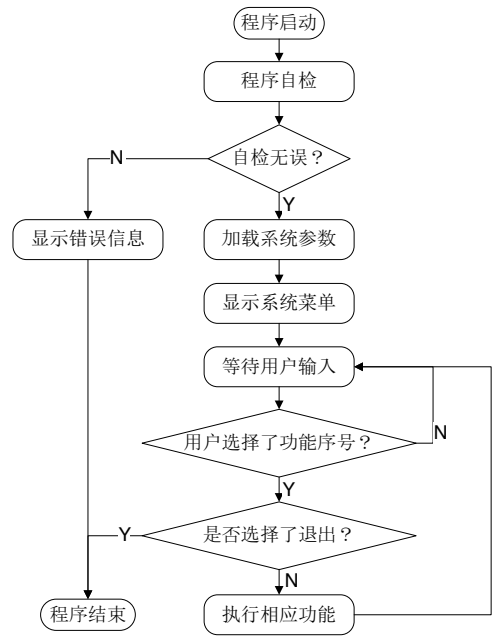 程序启动
程序自检
自检无误？
N
Y
显示错误信息
加载系统参数
显示系统菜单
等待用户输入
用户选择了功能序号？
N
Y
是否选择了退出？
Y
N
程序结束
执行相应功能